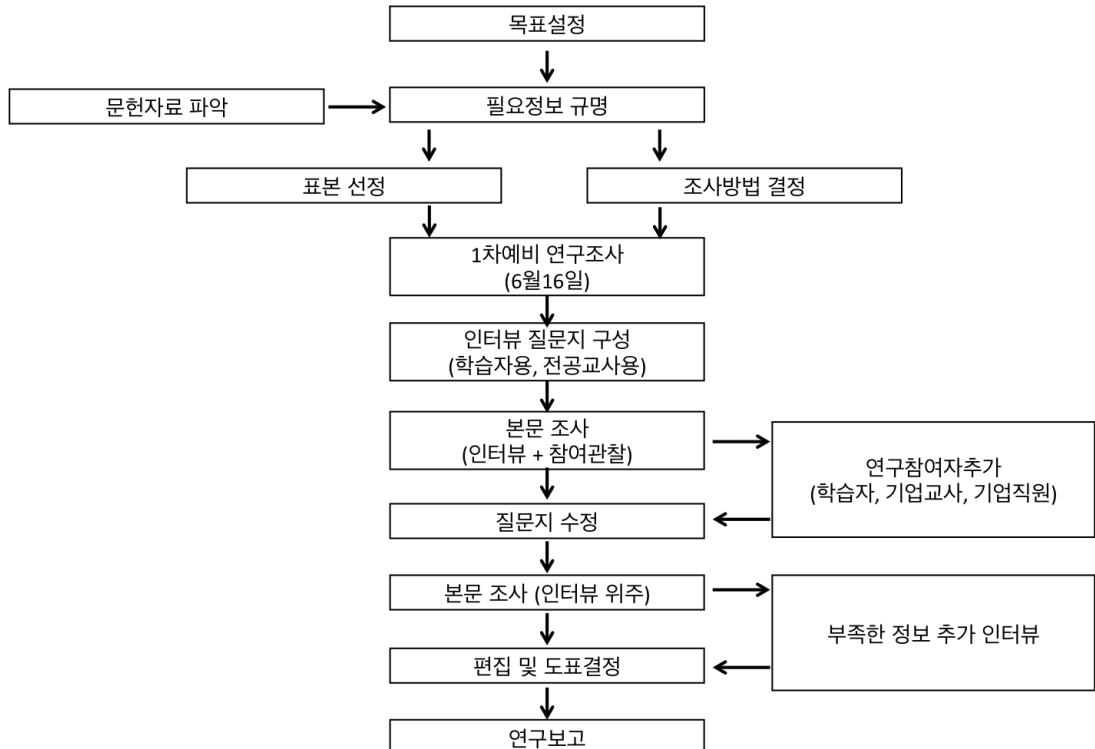 목표설정
문헌자료 파악
필요정보 규명
표본 선정
조사방법 결정
1차예비 연구조사
(6월16일)
인터뷰 질문지 구성
(학습자용, 전공교사용)
본문 조사
(인터뷰 + 참여관찰)
연구참여자추가
(학습자, 기업교사, 기업직원)
질문지 수정
본문 조사 (인터뷰 위주)
부족한 정보 추가 인터뷰
편집 및 도표결정
연구보고